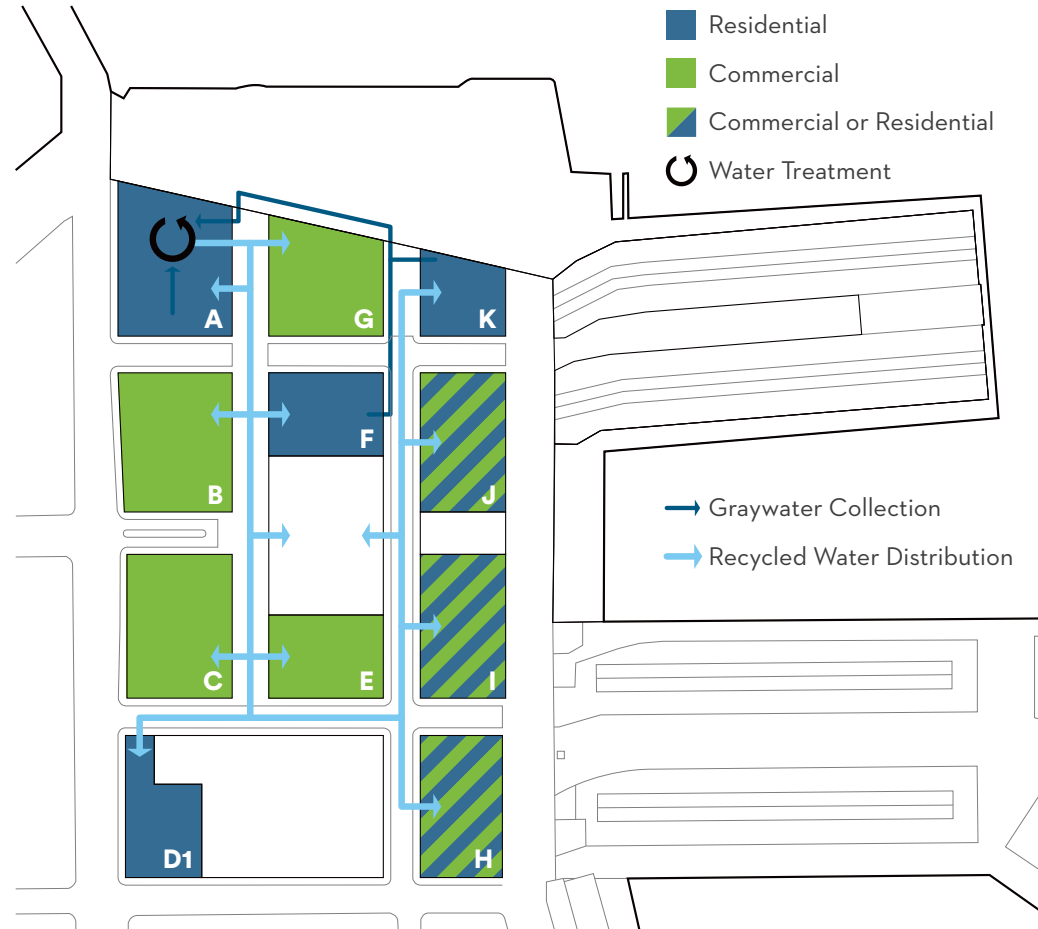 Residential
Commercial
Commercial or Residential
Water Treatment
A
G
K
F
B
J
Graywater Collection
Recycled Water Distribution
C
E
I
D1
H